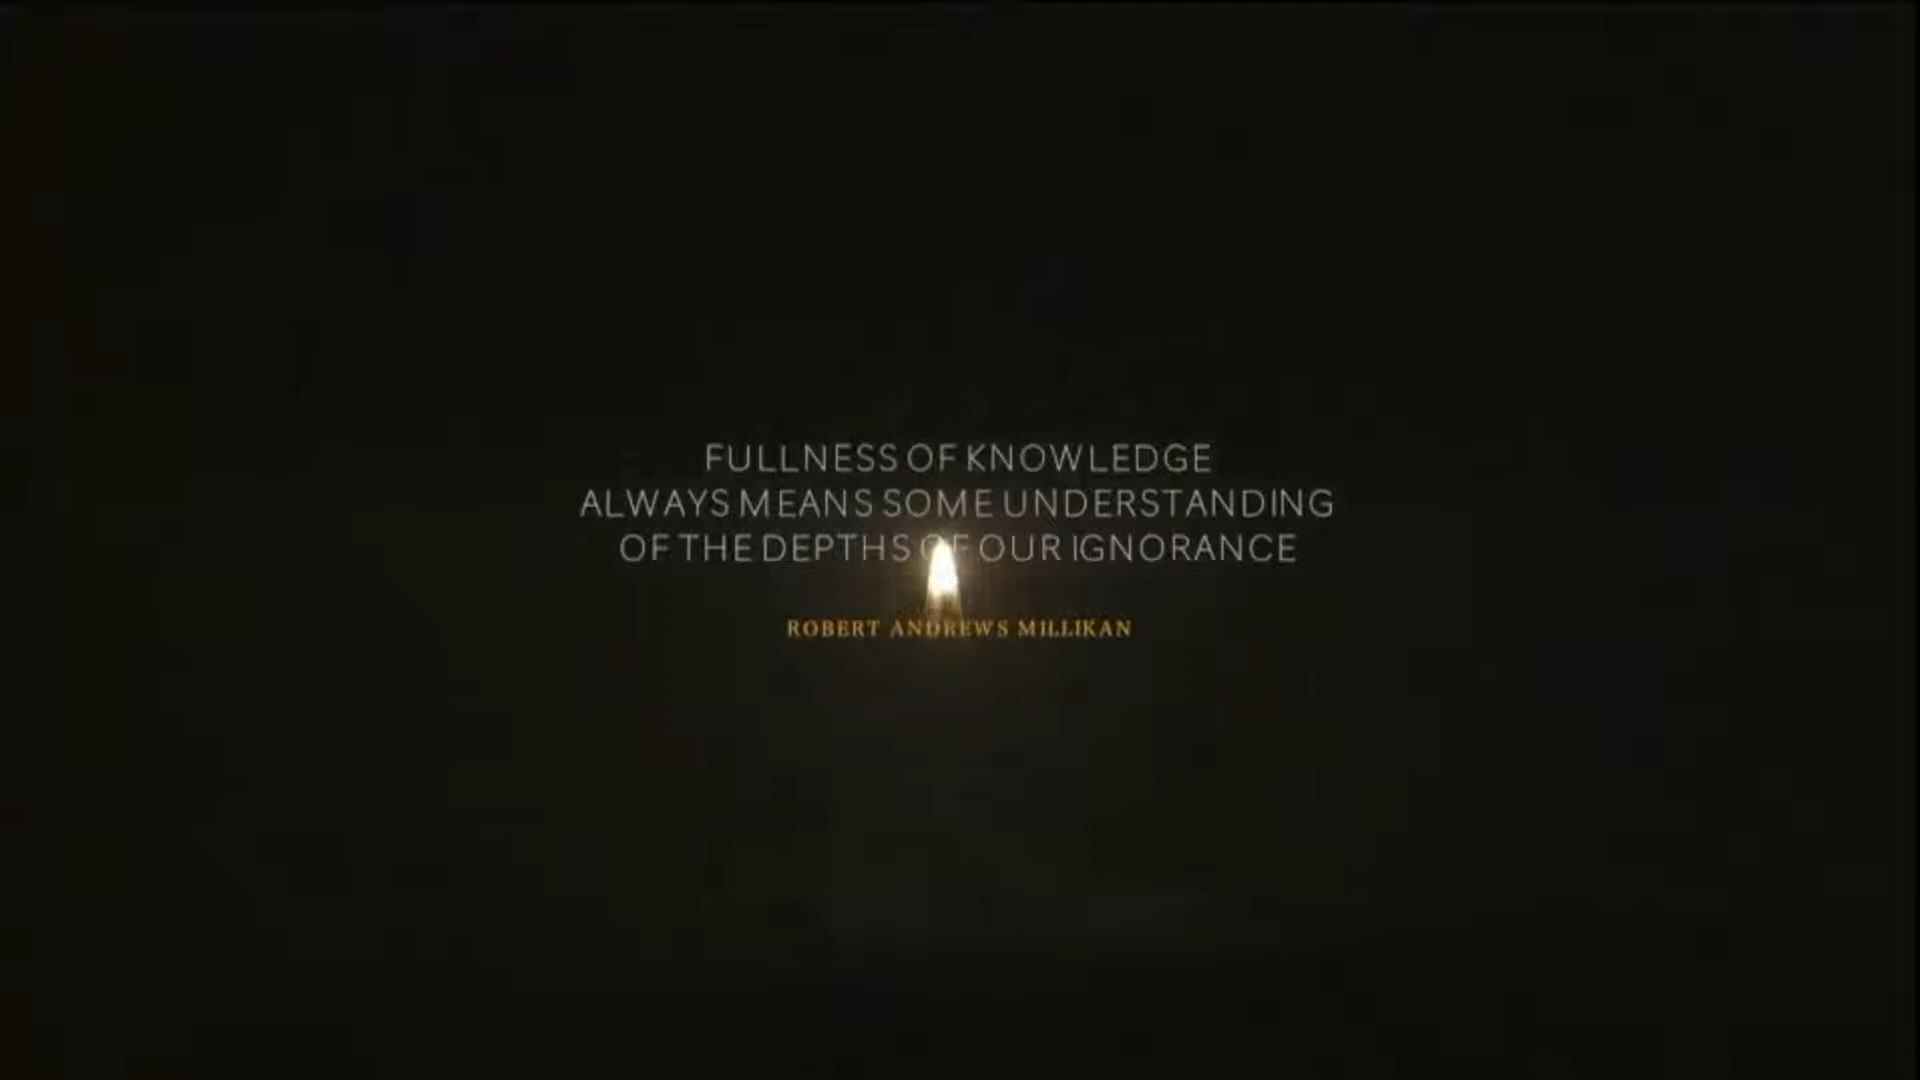 FULLNESS OF KNOWLEDGE
ALWAYS MEANS SOME UNDERSTANDING
OF THE DEPTHS OF OUR IGNORANCE
ROBERT ANDREWS MILLIKAN